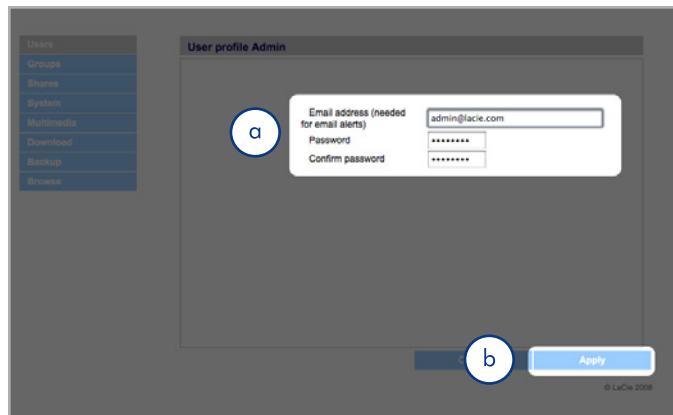 Users
User profile Admin
Groups
Shares
System
Multimedia
Download
Backup
Browse
a
Email address (needed
for email alerts)
admin@lacie.com
Password
••••••••
Confirm password
••••••••
b
Apply
© LaCie 2008